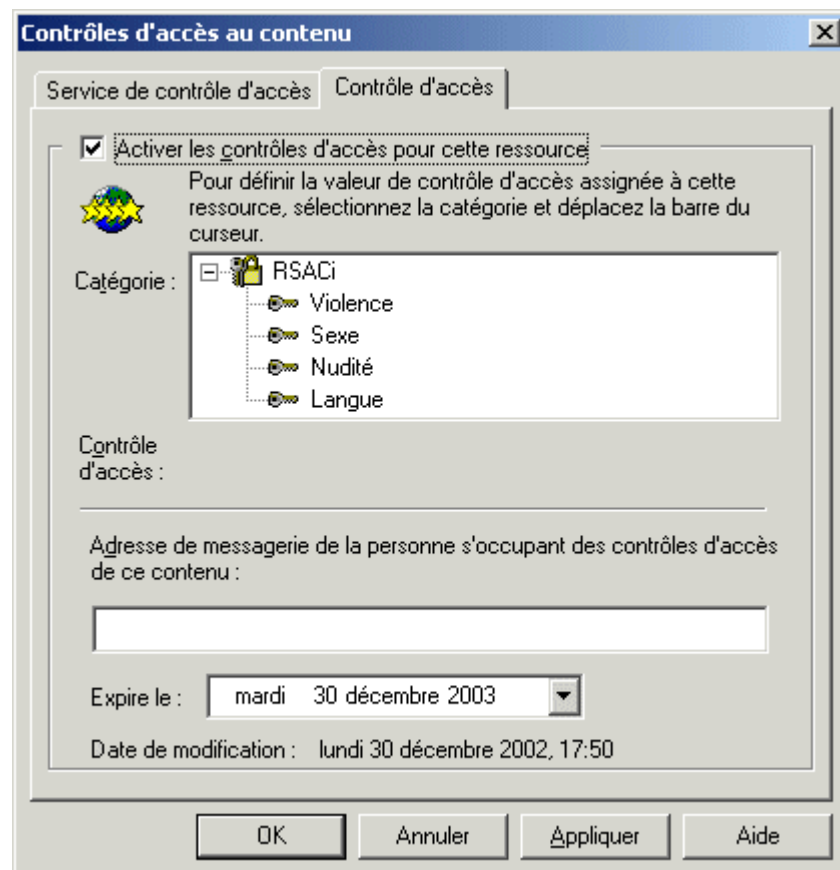 Contrôles d'accès au contenu
Service de contrôle d'accès
Contrôle d'accès
Activer les contrôles d'accès pour cette ressource
Pour définir la valeur de contrôle d'accès assignée à cette
ressource, sélectionnez la catégorie et déplacez la barre du
curseur.
Catégorie :
RSACi
Violence
Sexe
Nudité
Langue
Contrôle
d'accès :
Adresse de messagerie de la personne s'occupant des contrôles d'accès
de ce contenu :
Expire le :
mardi 30 décembre 2003
Date de modification : lundi 30 décembre 2002, 17:50
OK
Annuler
Appliquer
Aide